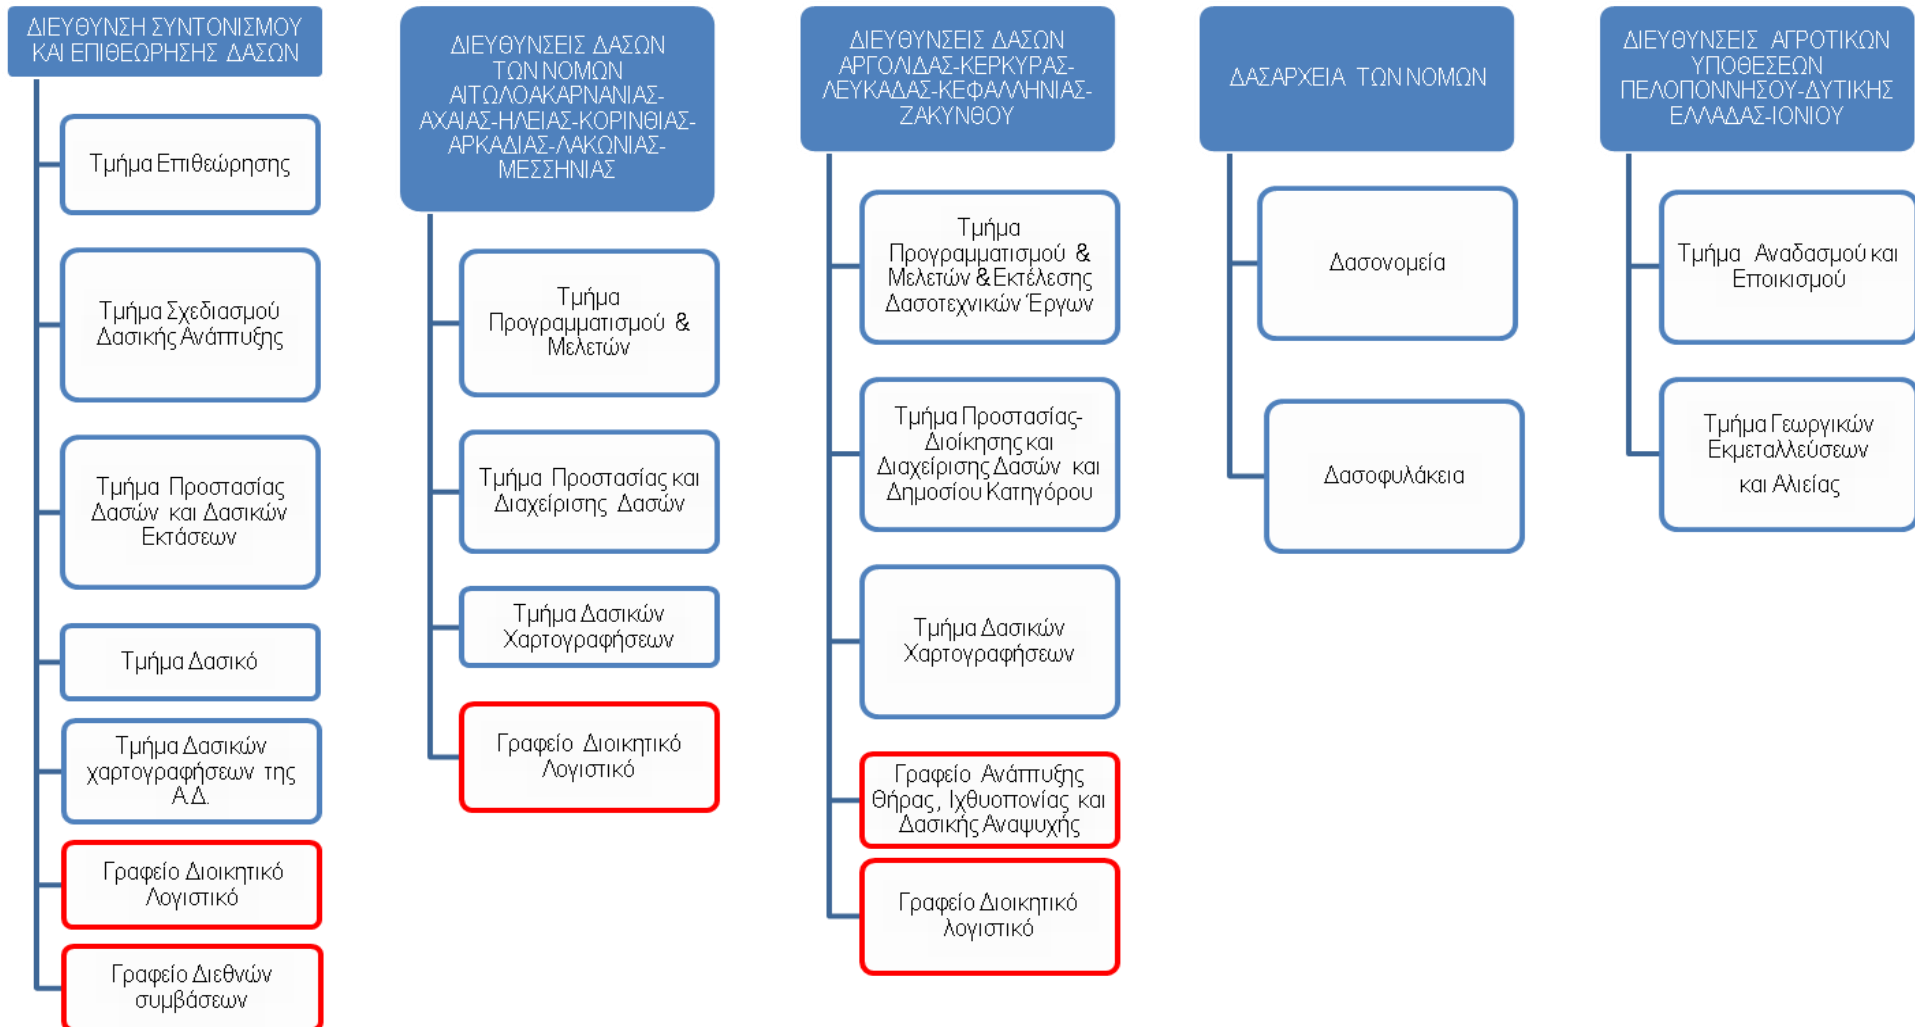 ΔΙΕΥΘΥΝΣΗ ΣΥΝΤΟΝΙΣΜΟΥ
ΚΑΙ ΕΠΙΘΕΩΡΗΣΗΣ ΔΑΣΩΝ
Τμήμα Επιθεώρησης
Τμήμα Σχεδιασμού
Δασικής Ανάπτυξης
Τμήμα Προστασίας
Δασών και Δασικών
Εκτάσεων
Τμήμα Δασικό
Τμήμα Δασικών
χαρτογραφήσεων της
Α.Δ.
Γραφείο Διοικητικό
Λογιστικό
Γραφείο Διεθνών
συμβάσεων
ΔΙΕΥΘΥΝΣΕΙΣ ΔΑΣΩΝ
ΤΩΝ ΝΟΜΩΝ
ΑΙΤΩΛΟΑΚΑΡΝΑΝΙΑΣ-
ΑΧΑΙΑΣ-ΗΛΕΙΑΣ-ΚΟΡΙΝΘΙΑΣ-
ΑΡΚΑΔΙΑΣ-ΛΑΚΩΝΙΑΣ-
ΜΕΣΣΗΝΙΑΣ
Τμήμα
Προγραμματισμού &
Μελετών
Τμήμα Προστασίας και
Διαχείρισης Δασών
Τμήμα Δασικών
Χαρτογραφήσεων
Γραφείο Διοικητικό
Λογιστικό
ΔΙΕΥΘΥΝΣΕΙΣ ΔΑΣΩΝ
ΑΡΓΟΛΙΔΑΣ-ΚΕΡΚΥΡΑΣ-
ΛΕΥΚΑΔΑΣ-ΚΕΦΑΛΛΗΝΙΑΣ-
ΖΑΚΥΝΘΟΥ
Τμήμα
Προγραμματισμού &
Μελετών &Εκτέλεσης
Δασοτεχνικών Έργων
Τμήμα Προστασίας-
Διοίκησης και
Διαχείρισης Δασών και
Δημοσίου Κατηγόρου
Τμήμα Δασικών
Χαρτογραφήσεων
Γραφείο Ανάπτυξης
Θήρας, Ιχθυοπονίας και
Δασικής Αναψυχής
Γραφείο Διοικητικό
λογιστικό
ΔΑΣΑΡΧΕΙΑ ΤΩΝ ΝΟΜΩΝ
Δασονομεία
Δασοφυλάκεια
ΔΙΕΥΘΥΝΣΕΙΣ ΑΓΡΟΤΙΚΩΝ
ΥΠΟΘΕΣΕΩΝ
ΠΕΛΟΠΟΝΝΗΣΟΥ-ΔΥΤΙΚΗΣ
ΕΛΛΑΔΑΣ-ΙΟΝΙΟΥ
Τμήμα Αναδασμού και
Εποικισμού
Τμήμα Γεωργικών
Εκμεταλλεύσεων
και Αλιείας